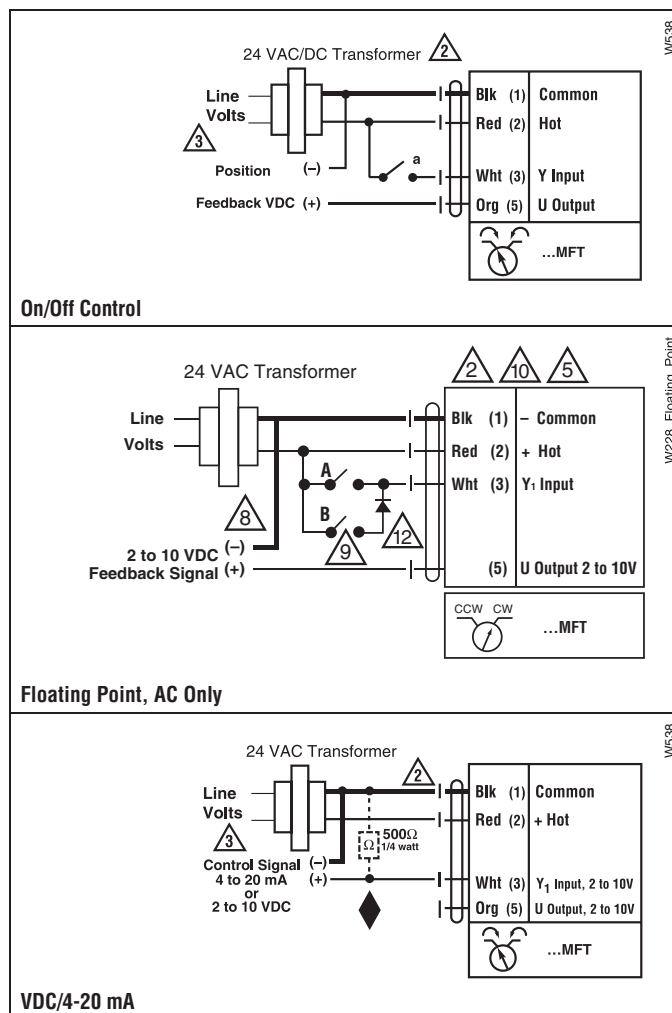 W538
24 VAC/DC Transformer 2
Line
Volts
3
Blk (1) Common
Red (2) Hot
a
Position (–)
Wht (3) Y Input
Feedback VDC (+)
Org (5) U Output
...MFT
On/Off Control
W228_Floating_Point
2 10 5
24 VAC Transformer
Line
Volts
Blk (1) – Common
Red (2) + Hot
A
Wht (3) Y1 Input
8
B
9
12
2 to 10 VDC (–)
Feedback Signal (+)
(5) U Output 2 to 10V
CCW CW
...MFT
Floating Point, AC Only
W538
24 VAC Transformer
2
Line
Volts
3
Blk (1) Common
Red (2) + Hot
Ω 500Ω
1/4 watt
Control Signal (–)
4 to 20 mA (+)
or
2 to 10 VDC
Wht (3) Y1 Input, 2 to 10V
Org (5) U Output, 2 to 10V
...MFT
VDC/4-20 mA